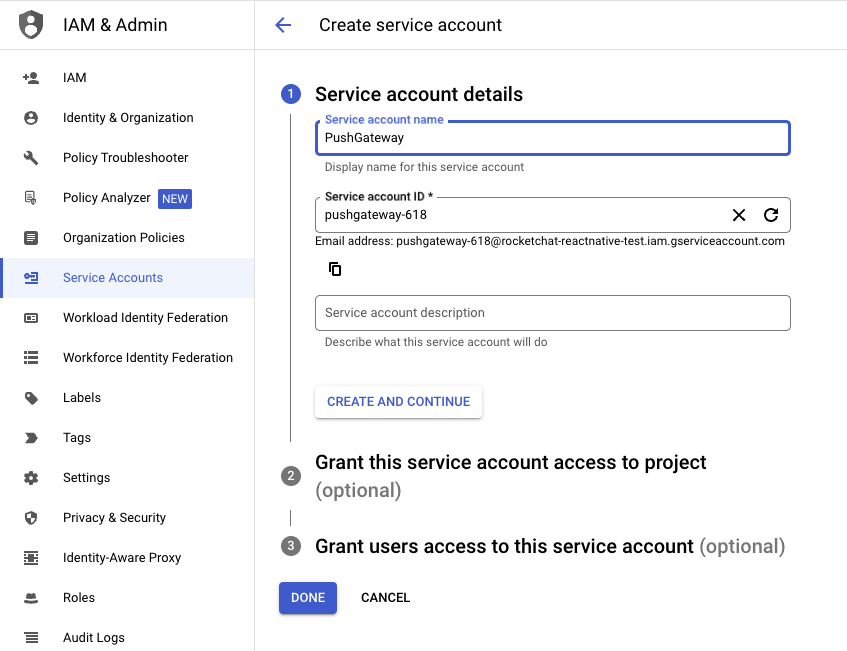 IAM & Admin
Create service account
IAM
Identity & Organization
Policy Troubleshooter
Policy Analyzer NEW
Organization Policies
Service Accounts
Workload Identity Federation
Workforce Identity Federation
Labels
Tags
Settings
Privacy & Security
Identity-Aware Proxy
Roles
Audit Logs
1 Service account details
Service account name
PushGateway
Display name for this service account
Service account ID *
pushgateway-618
Email address: pushgateway-618@rocketchat-reactnative-test.iam.gserviceaccount.com
Service account description
Describe what this service account will do
CREATE AND CONTINUE
2 Grant this service account access to project
(optional)
3 Grant users access to this service account (optional)
DONE CANCEL